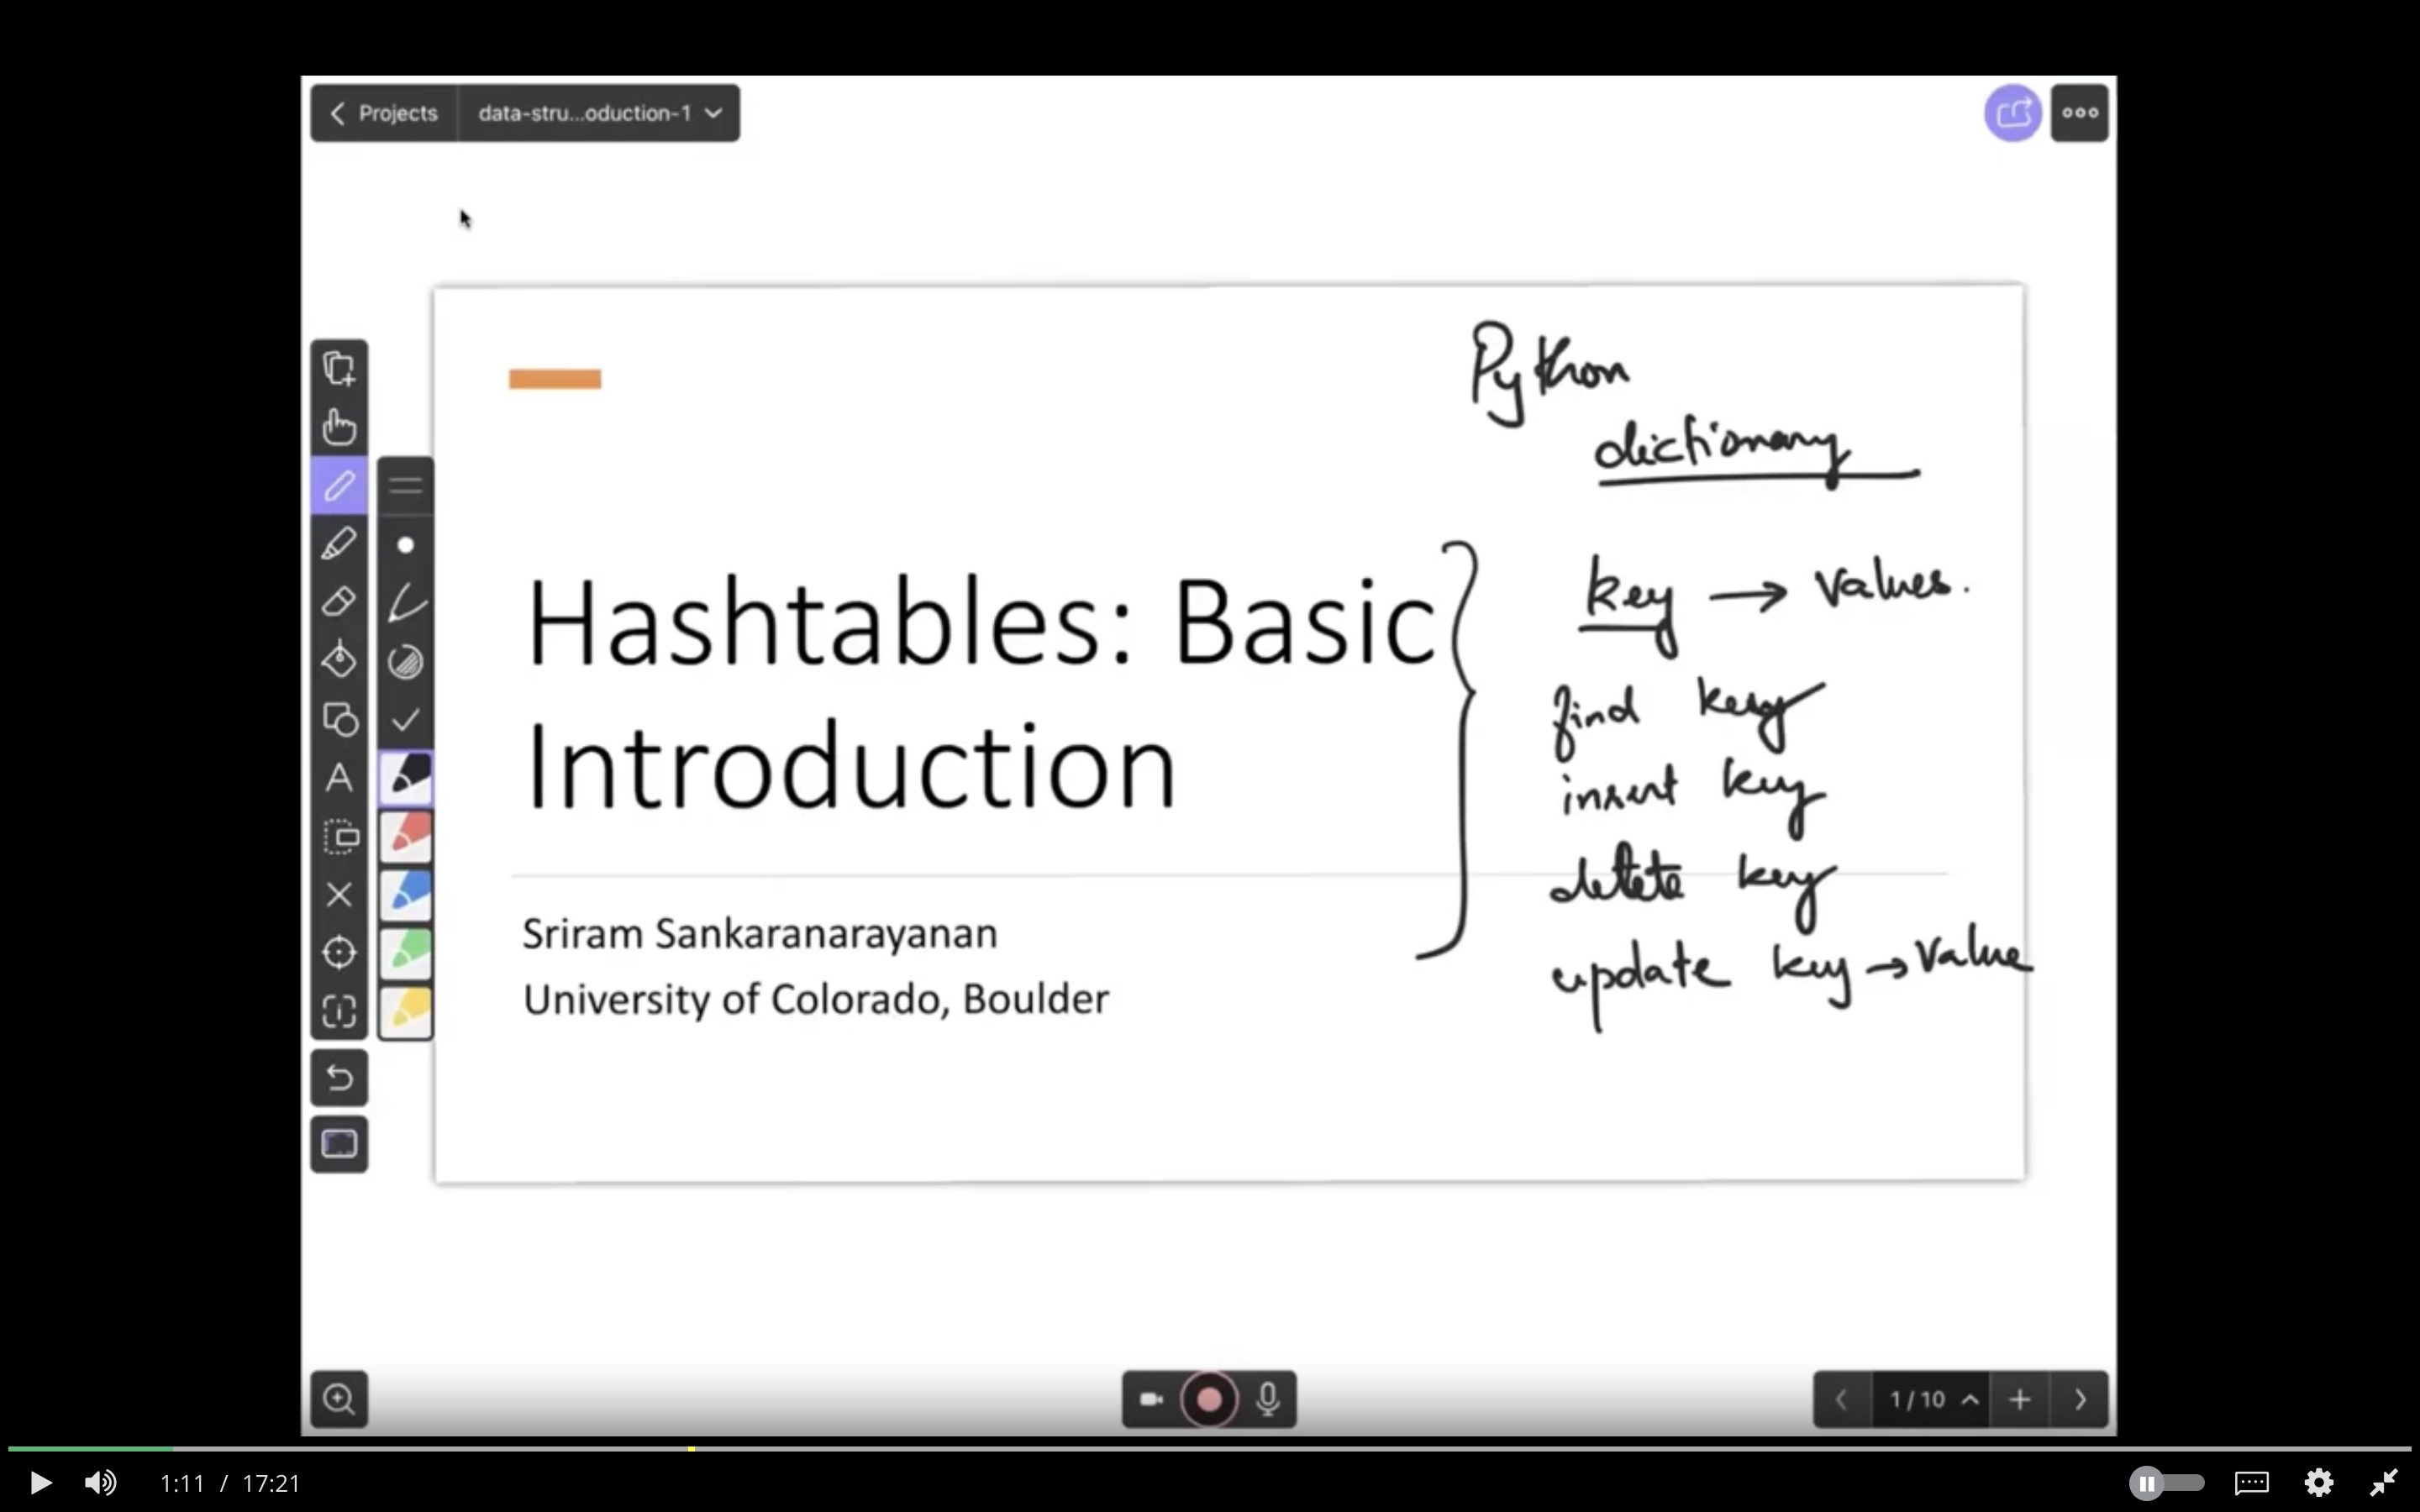 Projects data-stru...oduction-1
Python
dictionary
Hashtables: Basic
Introduction
key → values.
find key
insert key
delete key
update key → value
Sriram Sankaranarayanan
University of Colorado, Boulder
A
1 / 10
1:11 / 17:21